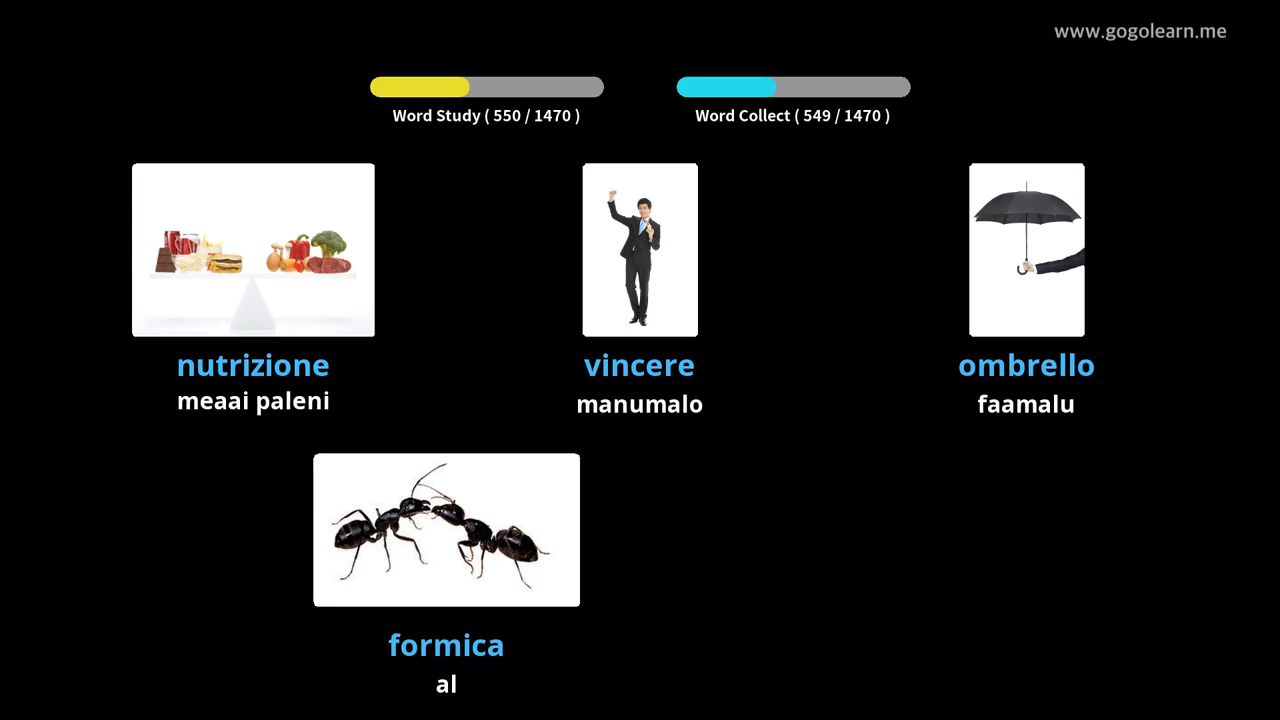 www.gogolearn.me
Word Study ( 550 / 1470 )
Word Collect ( 549 / 1470 )
nutrizione
meaai paleni
vincere
manumalo
ombrello
faamalu
formica
al